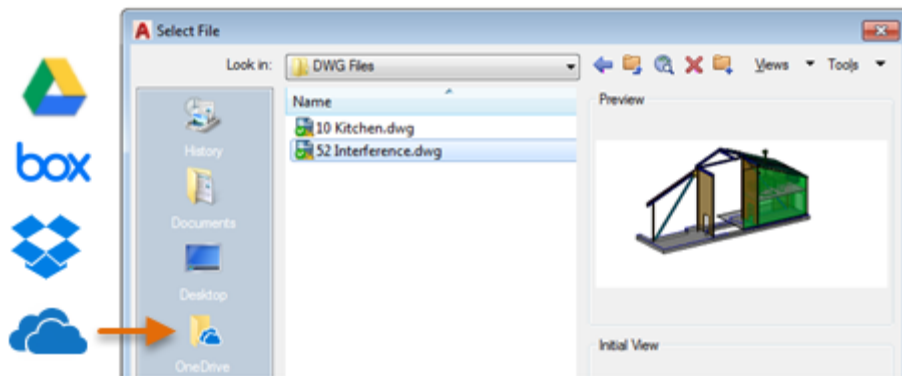 Select File
Look in: DWG Files Views Tools
Name
Preview
10 Kitchen.dwg
52 Interference.dwg
History
Documents
Desktop
OneDrive
Initial View
box